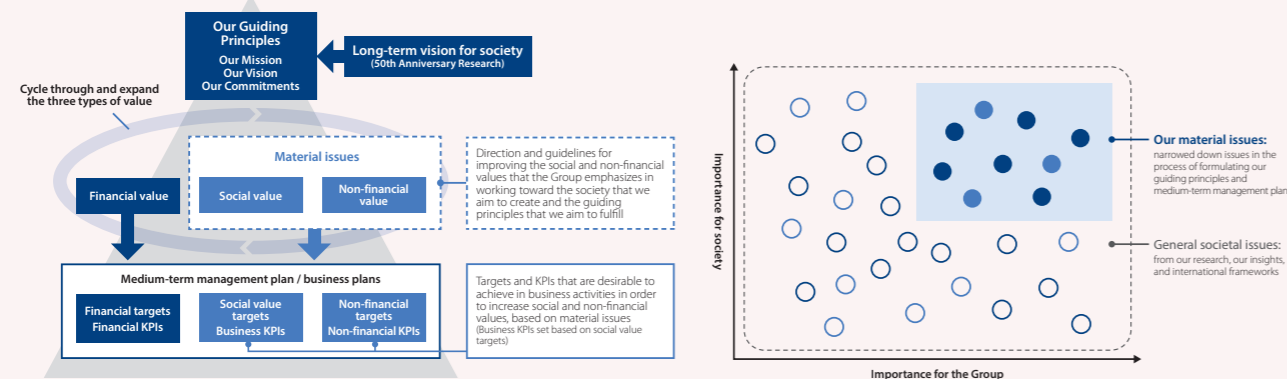 Our Guiding
Principles
Our Mission
Our Vision
Our Commitments
Long-term vision for society
(50th Anniversary Research)
Cycle through and expand
the three types of value
Material issues
Financial value
Social value
Non-financial
value
Direction and guidelines for
improving the social and non-financial
values that the Group emphasizes in
working toward the society that we
aim to create and the guiding
principles that we aim to fulfill
Medium-term management plan / business plans
Financial targets
Financial KPIs
Social value
targets
Business KPIs
Non-financial
targets
Non-financial KPIs
Targets and KPIs that are desirable to
achieve in business activities in order
to increase social and non-financial
values, based on material issues
(Business KPIs set based on social value
targets)
Importance for society
Importance for the Group
Our material issues:
narrowed down issues in the
process of formulating our
guiding principles and
medium-term management plan
General societal issues:
from our research, our insights,
and international frameworks